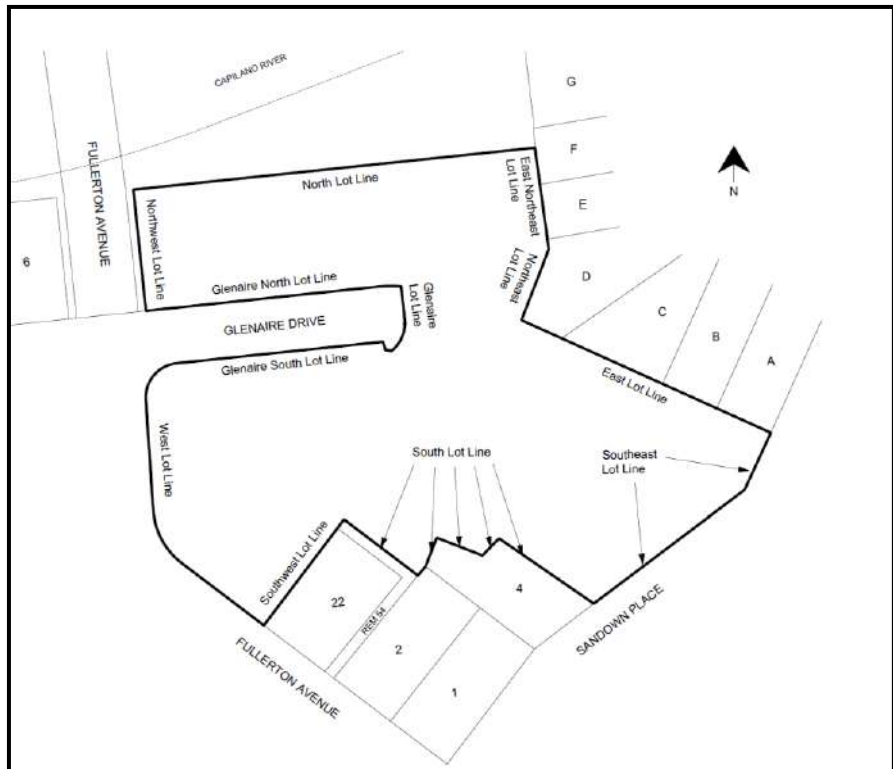 CAPILANO RIVER
G
FULLERTON AVENUE
F
North Lot Line
East Northeast
Lot Line
N
E
Northwest Lot Line
6
Northeast
Lot Line
D
Glenaire North Lot Line
Glenaire
Lot Line
C
GLENAIRE DRIVE
B
A
Glenaire South Lot Line
East Lot Line
West Lot Line
South Lot Line
Southeast
Lot Line
Southwest Lot Line
4
22
REM 54
SANDOWN PLACE
2
FULLERTON AVENUE
1